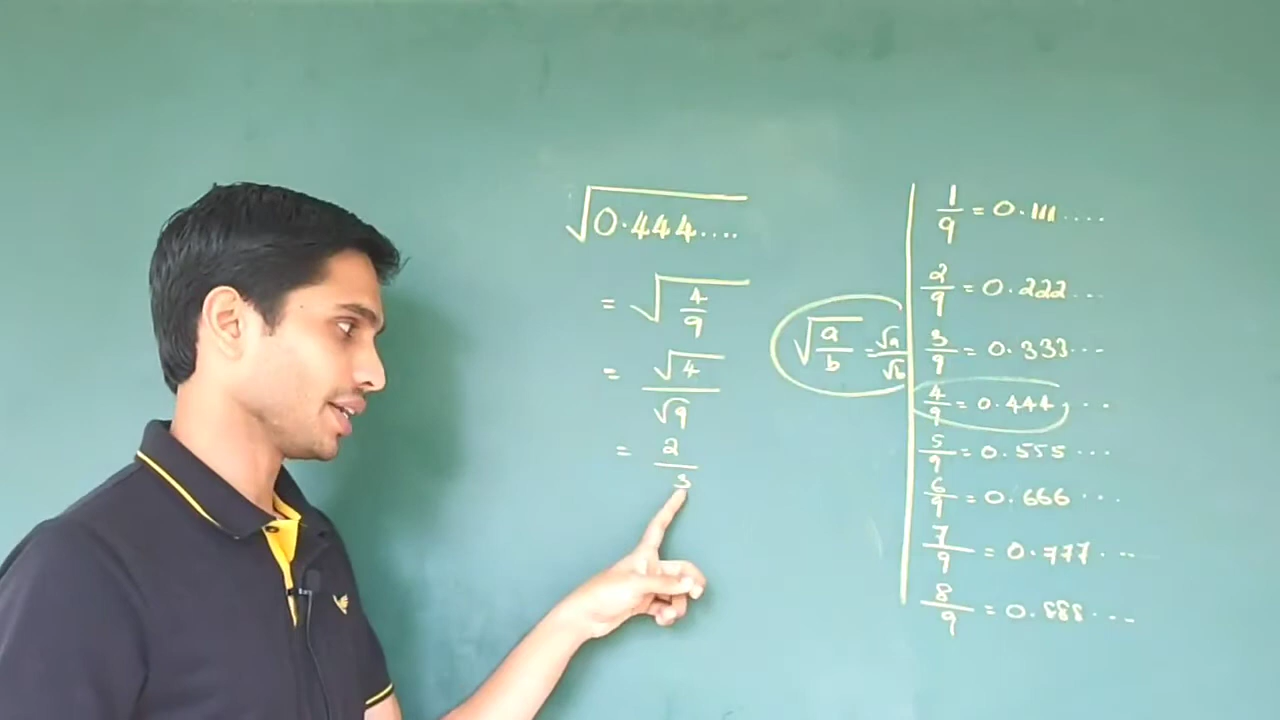 √0.444....
= √4/9
= √4/√9
= 2/3
√a/b = √a/√b
1/9 = 0.111....
2/9 = 0.222...
3/9 = 0.333...
4/9 = 0.444...
5/9 = 0.555...
6/9 = 0.666...
7/9 = 0.777...
8/9 = 0.888...